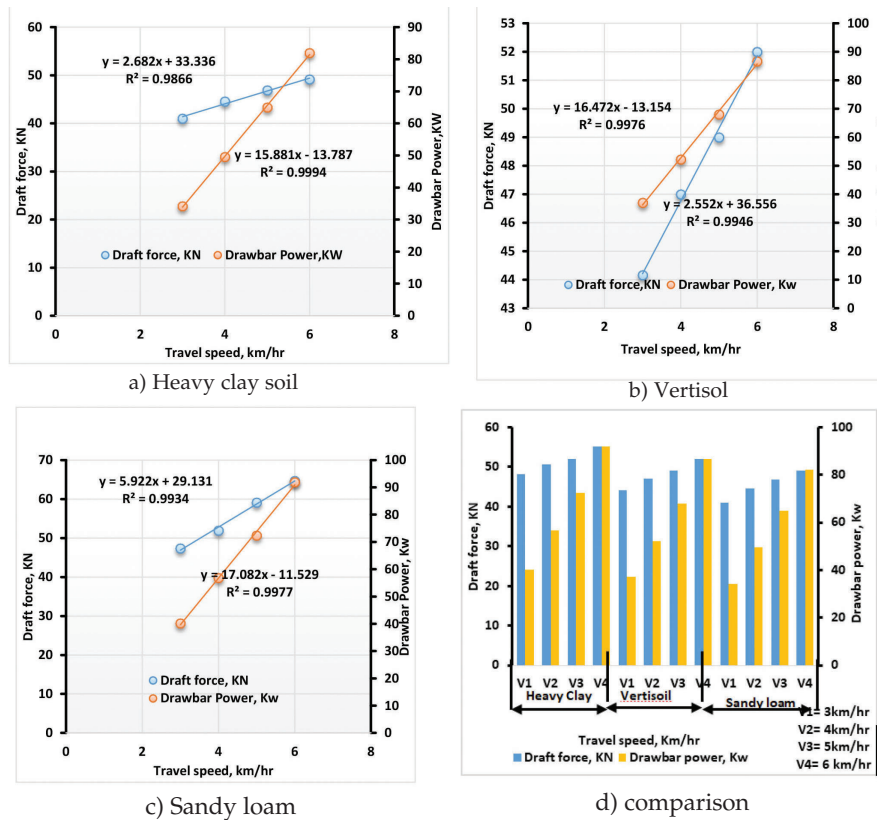 60
50
40
30
20
10
0
Draft force, KN
y = 2.682x + 33.336
R² = 0.9866
y = 15.881x - 13.787
R² = 0.9994
Draft force, KN Drawbar Power,KW
90
80
70
60
50
40
30
20
10
0
Drawbar Power,KW
0 2 4 6 8
Travel speed, km/hr
a) Heavy clay soil
53
52
51
50
49
48
47
46
45
44
43
Draft force, KN
y = 16.472x - 13.154
R² = 0.9976
y = 2.552x + 36.556
R² = 0.9946
Draft force,KN Drawbar Power, Kw
100
90
80
70
60
50
40
30
20
10
0
0 2 4 6 8
Travel speed, km/hr
b) Vertisol
70
60
50
40
30
20
10
0
Draft force, KN
y = 5.922x + 29.131
R² = 0.9934
y = 17.082x - 11.529
R² = 0.9977
Draft force, KN
Drawbar Power, Kw
100
90
80
70
60
50
40
30
20
10
0
Drawbar Power, Kw
0 2 4 6 8
Travel speed, km/hr
c) Sandy loam
60
50
40
30
20
10
0
Draft force, KN
100
80
60
40
20
0
Drawbar power, Kw
V1 V2 V3 V4 V1 V2 V3 V4 V1 V2 V3 V4
Heavy Clay Vertisoil Sandy loam
Travel speed, Km/hr
Draft force, KN Drawbar power, Kw
1= 3km/hr
V2= 4km/hr
V3= 5km/hr
V4= 6 km/hr
d) comparison